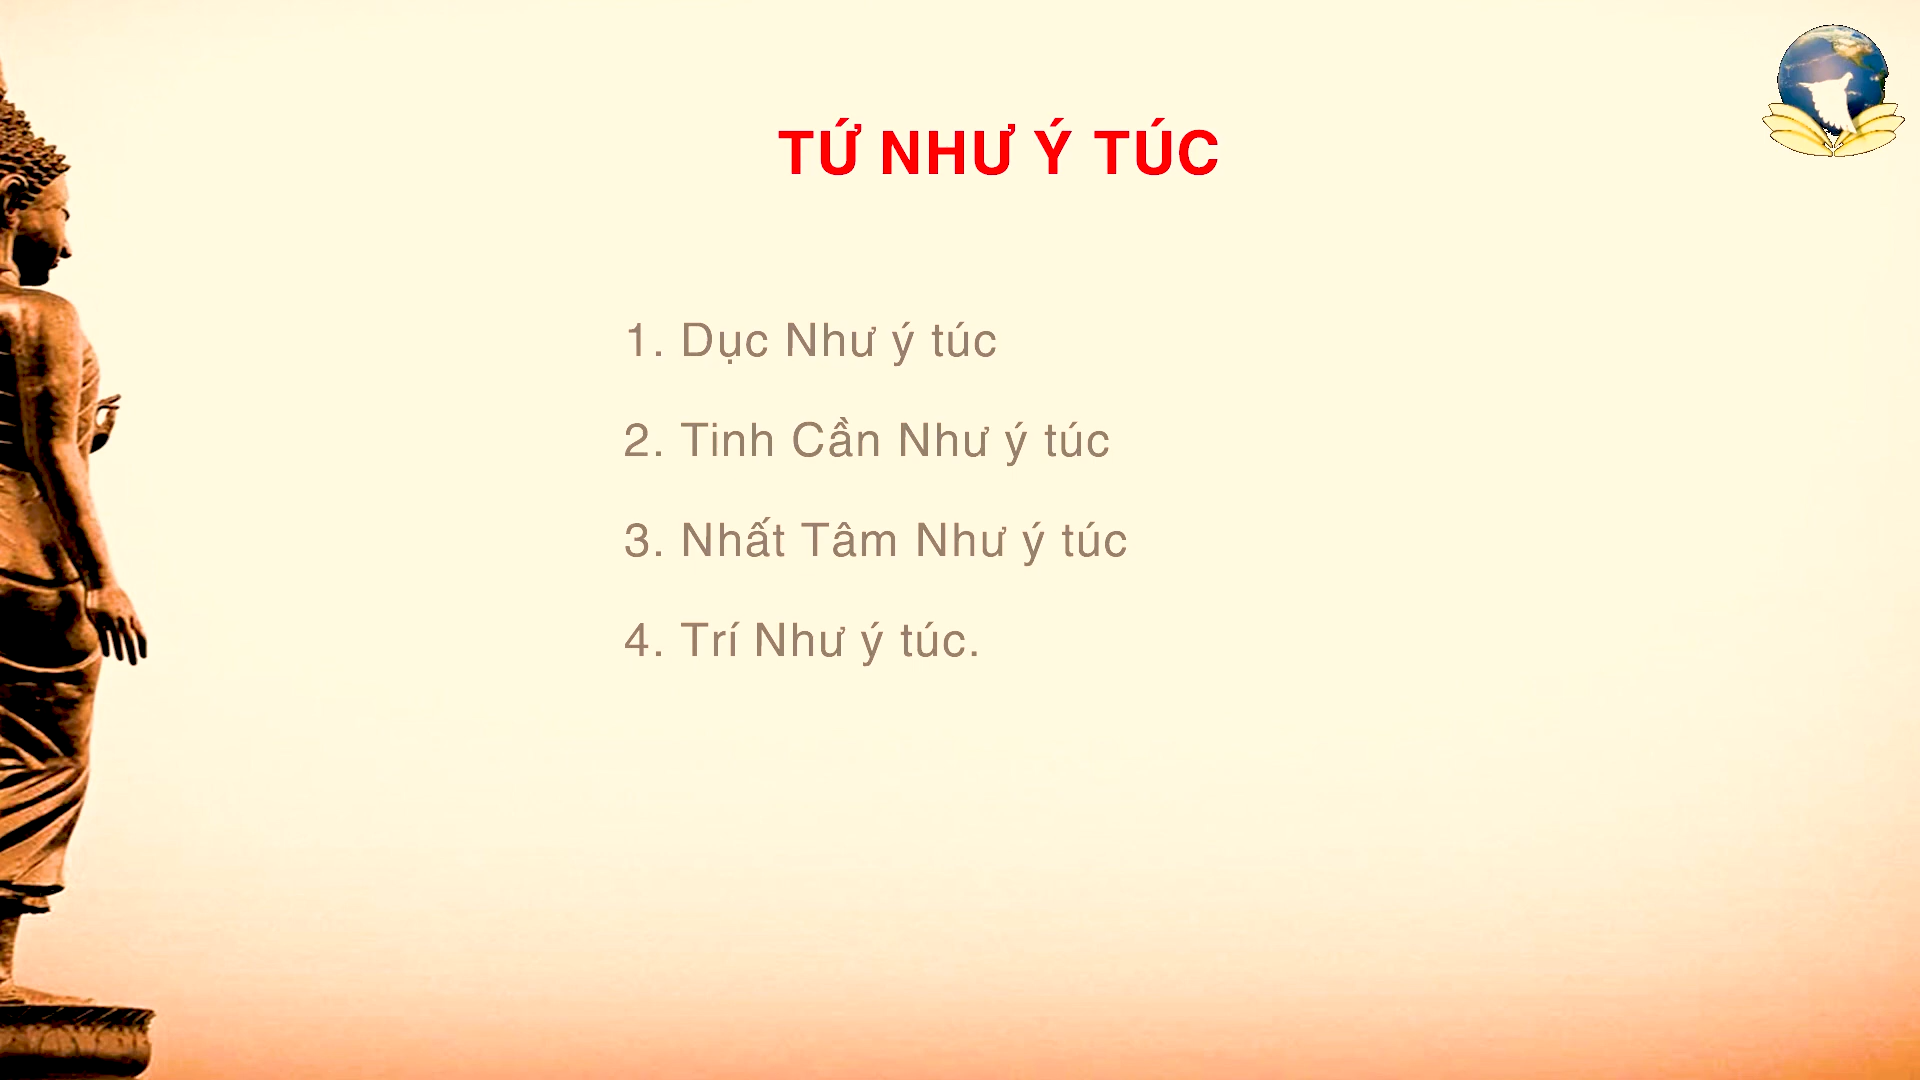 TỨ NHƯ Ý TÚC
1. Dục Như ý túc
2. Tinh Cần Như ý túc
3. Nhất Tâm Như ý túc
4. Trí Như ý túc.